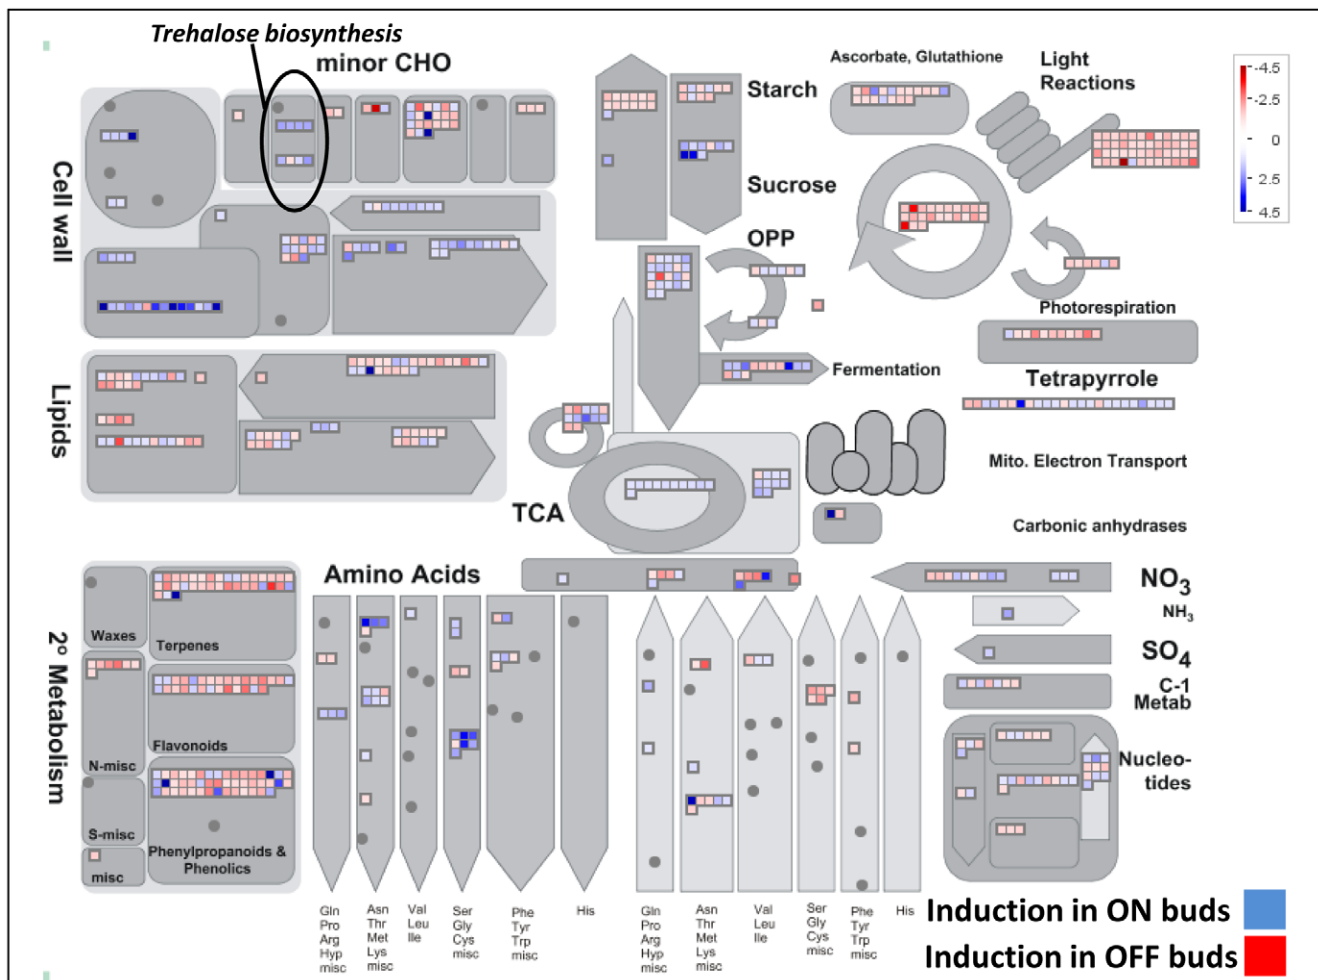 Trehalose biosynthesis
minor CHO
Cell wall
Starch
Sucrose
OPP
Ascorbate, Glutathione
Light
Reactions
-4.5
-2.5
0
2.5
4.5
Photorespiration
Tetrapyrrole
Fermentation
Lipids
Mito. Electron Transport
TCA
Carbonic anhydrases
Amino Acids
NO3
NH3
SO4
C-1
Metab
Nucleo-
tides
2º Metabolism
Waxes
Terpenes
Flavonoids
N-misc
S-misc
Phenylpropanoids &
Phenolics
misc
Gln
Pro
Arg
Hyp
misc
Asn
Thr
Met
Lys
misc
Val
Leu
Ile
Ser
Gly
Cys
misc
Phe
Tyr
Trp
misc
His
Gln
Pro
Arg
Hyp
misc
Asn
Thr
Met
Lys
misc
Val
Leu
Ile
Ser
Gly
Cys
misc
Phe
Tyr
Trp
misc
His
Induction in ON buds
Induction in OFF buds